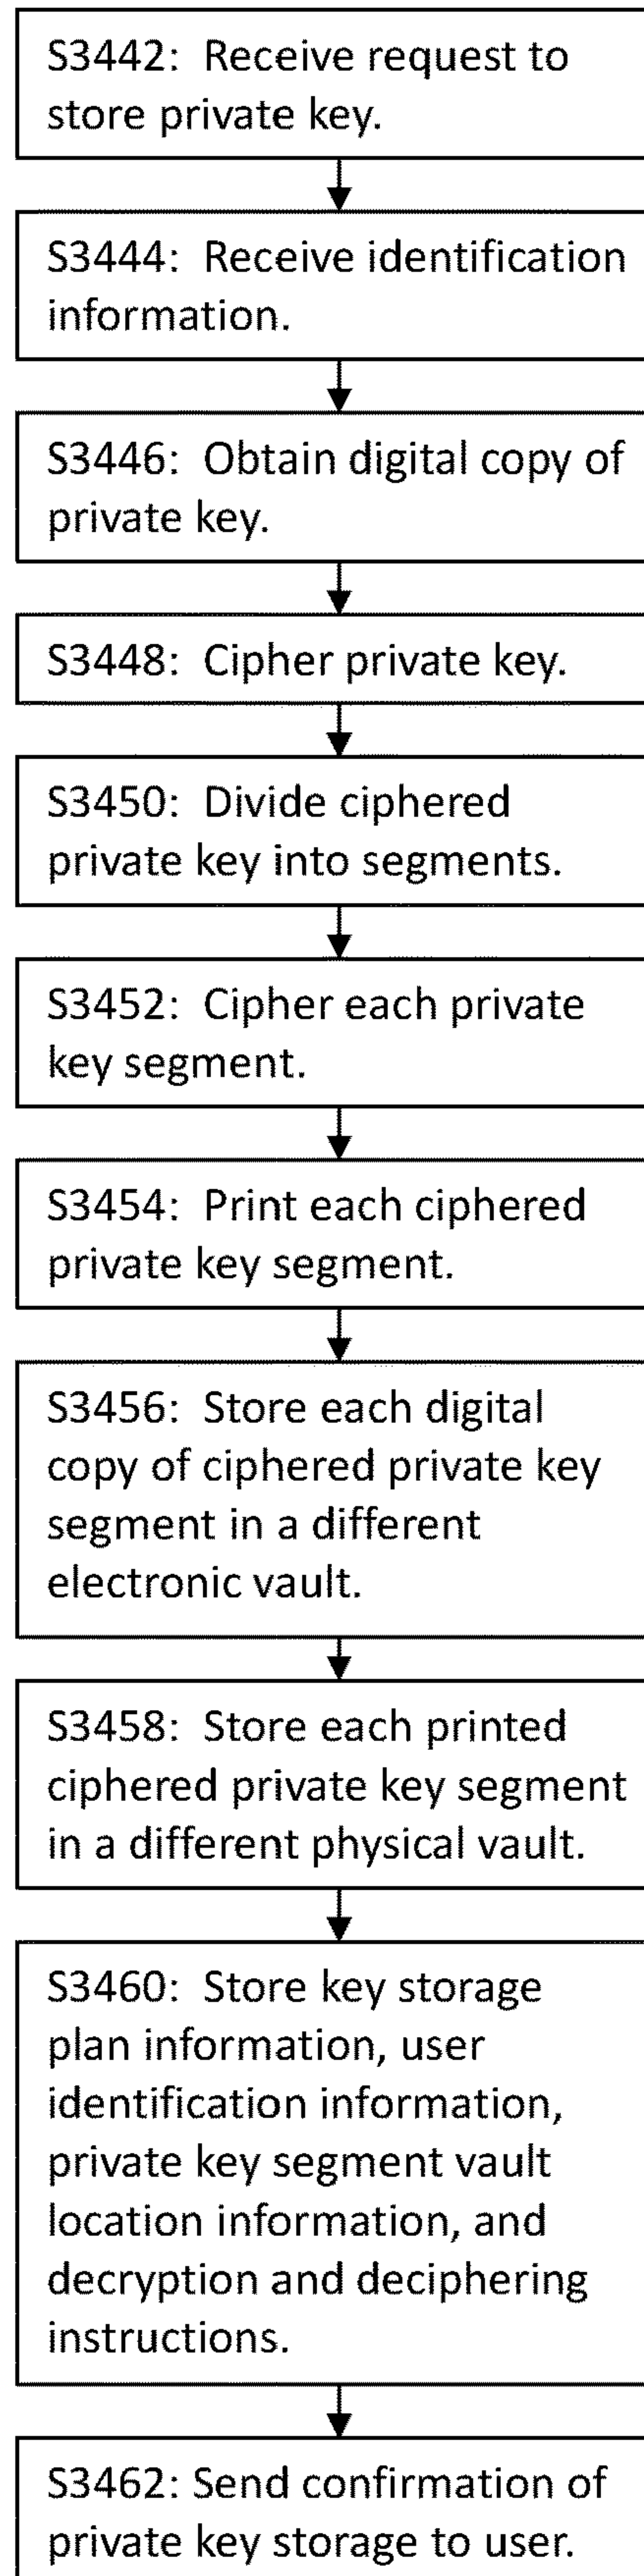 S3442: Receive request to
store private key.
S3444: Receive identification
information.
S3446: Obtain digital copy of
private key.
S3448: Cipher private key.
S3450: Divide ciphered
private key into segments.
S3452: Cipher each private
key segment.
S3454: Print each ciphered
private key segment.
S3456: Store each digital
copy of ciphered private key
segment in a different
electronic vault.
S3458: Store each printed
ciphered private key segment
in a different physical vault.
S3460: Store key storage
plan information, user
identification information,
private key segment vault
location information, and
decryption and deciphering
instructions.
S3462: Send confirmation of
private key storage to user.